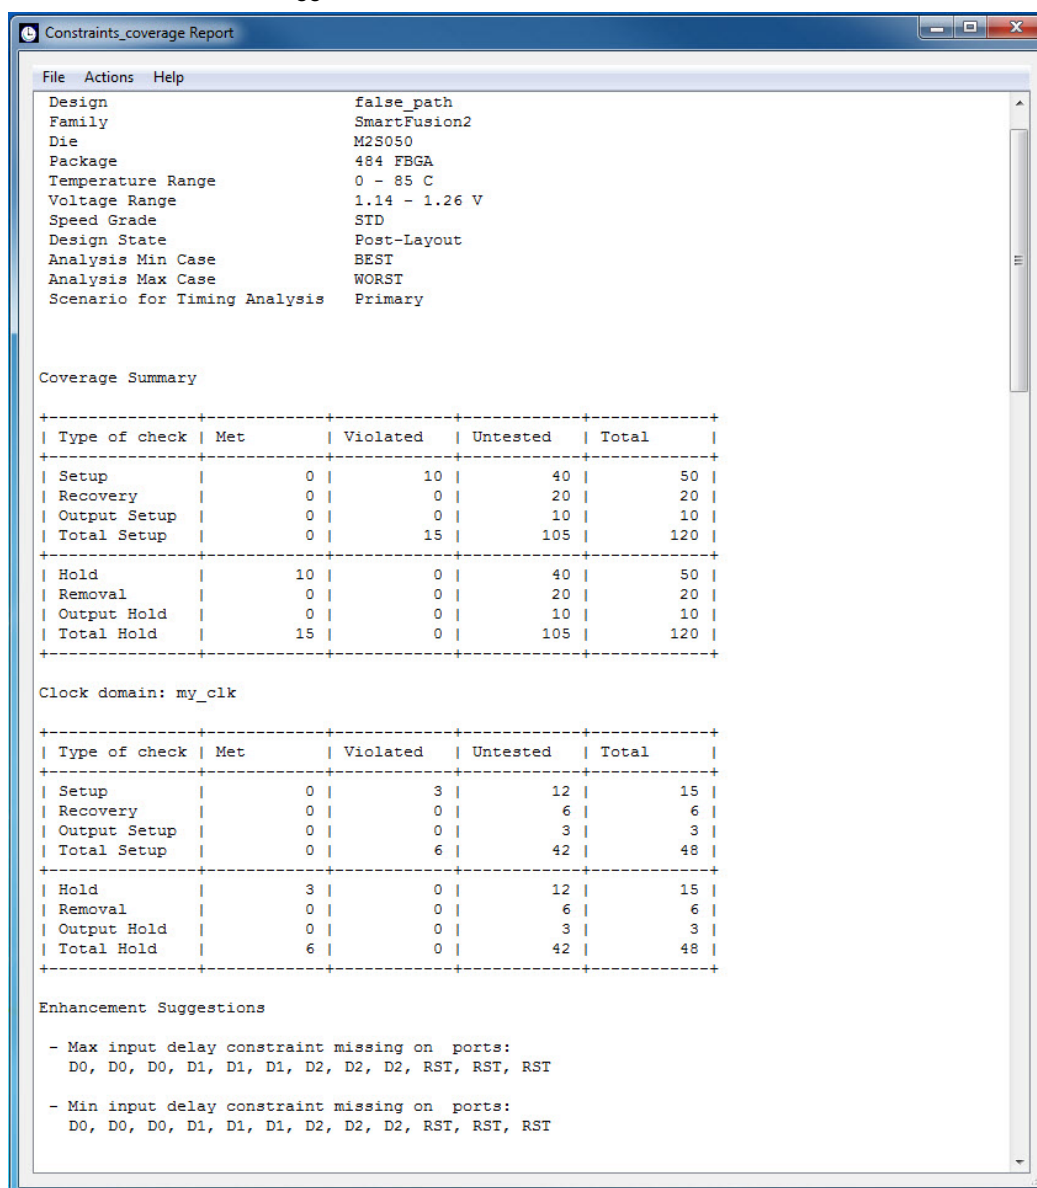 Constraints_coverage Report
File Actions Help
Design false_path
Family SmartFusion2
Die M2S050
Package 484 FBGA
Temperature Range 0 - 85 C
Voltage Range 1.14 - 1.26 V
Speed Grade STD
Design State Post-Layout
Analysis Min Case BEST
Analysis Max Case WORST
Scenario for Timing Analysis Primary
Coverage Summary
+---------------+------------+------------+------------+------------+
| Type of check | Met | Violated | Untested | Total |
+---------------+------------+------------+------------+------------+
| Setup | 0 | 10 | 40 | 50 |
| Recovery | 0 | 0 | 20 | 20 |
| Output Setup | 0 | 0 | 10 | 10 |
| Total Setup | 0 | 15 | 105 | 120 |
+---------------+------------+------------+------------+------------+
| Hold | 10 | 0 | 40 | 50 |
| Removal | 0 | 0 | 20 | 20 |
| Output Hold | 0 | 0 | 10 | 10 |
| Total Hold | 15 | 0 | 105 | 120 |
+---------------+------------+------------+------------+------------+
Clock domain: my_clk
+---------------+------------+------------+------------+------------+
| Type of check | Met | Violated | Untested | Total |
+---------------+------------+------------+------------+------------+
| Setup | 0 | 3 | 12 | 15 |
| Recovery | 0 | 0 | 6 | 6 |
| Output Setup | 0 | 0 | 3 | 3 |
| Total Setup | 0 | 6 | 42 | 48 |
+---------------+------------+------------+------------+------------+
| Hold | 3 | 0 | 12 | 15 |
| Removal | 0 | 0 | 6 | 6 |
| Output Hold | 0 | 0 | 3 | 3 |
| Total Hold | 6 | 0 | 42 | 48 |
+---------------+------------+------------+------------+------------+
Enhancement Suggestions
- Max input delay constraint missing on ports:
D0, D0, D0, D1, D1, D1, D2, D2, D2, RST, RST, RST
- Min input delay constraint missing on ports:
D0, D0, D0, D1, D1, D1, D2, D2, D2, RST, RST, RST